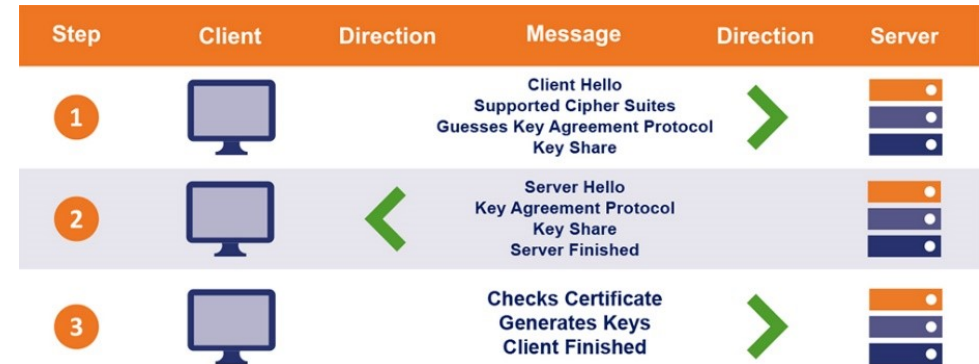 Step Client Direction Message Direction Server
1
Client Hello
Supported Cipher Suites
Guesses Key Agreement Protocol
Key Share
2
Server Hello
Key Agreement Protocol
Key Share
Server Finished
3
Checks Certificate
Generates Keys
Client Finished